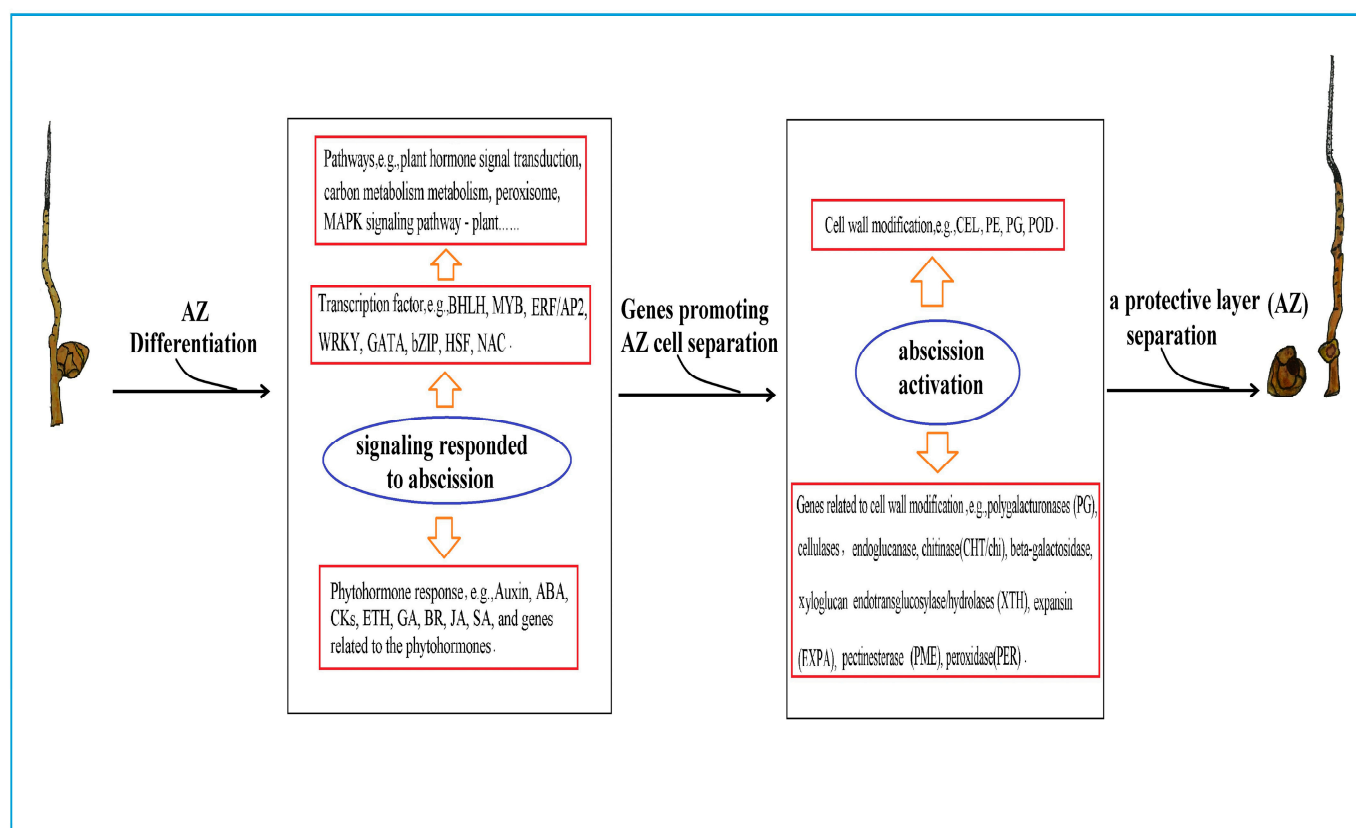 AZ
Differentiation
Pathways,e.g.,plant hormone signal transduction,
carbon metabolism metabolism, peroxisome,
MAPK signaling pathway - plant......
Transcription factor,e.g.,BHLH, MYB, ERF/AP2,
WRKY, GATA, bZIP, HSF, NAC.
signaling responded
to abscission
Phytohormone response, e.g.,Auxin, ABA,
CKs, ETH, GA, BR, JA, SA, and genes
related to the phytohormones.
Genes promoting
AZ cell separation
Cell wall modification,e.g.,CEL, PE, PG, POD.
abscission
activation
Genes related to cell wall modification,e.g.,polygalacturonases (PG),
cellulases, endoglucanase, chitinase(CHT/chi), beta-galactosidase,
xyloglucan endotransglucosylase/hydrolases (XTH), expansin
(EXPA), pectinesterase (PME), peroxidase(PER).
a protective layer (AZ)
separation